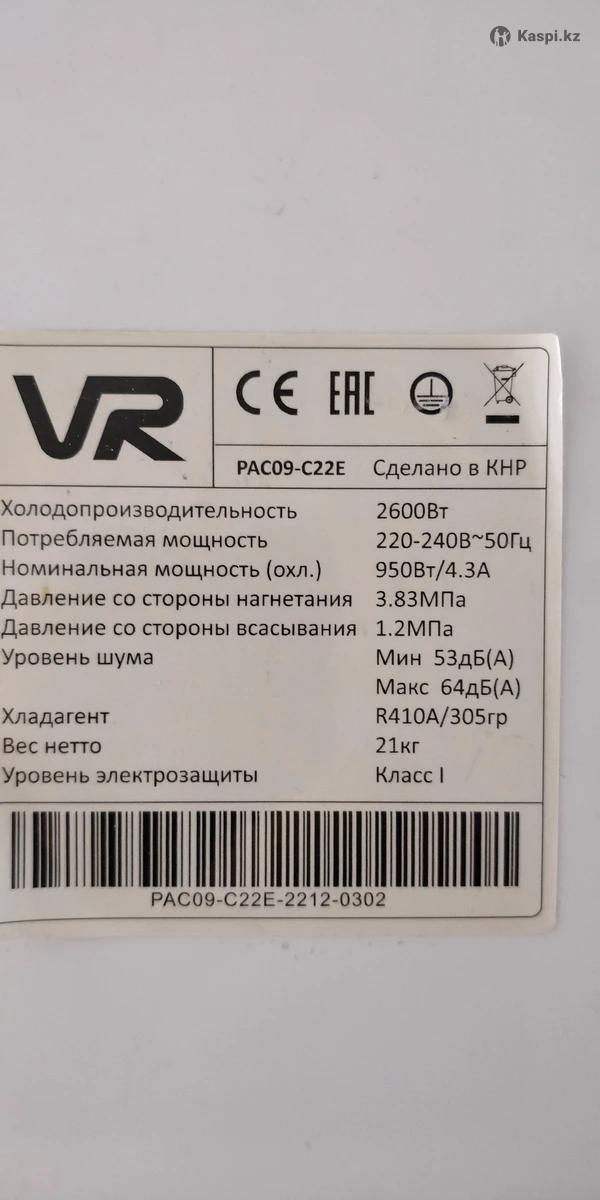 Kaspi.kz
VR
CE EAC
PAC09-C22E Сделано в КНР
Холодопроизводительность 2600Вт
Потребляемая мощность 220-240В~50Гц
Номинальная мощность (охл.) 950Вт/4.3А
Давление со стороны нагнетания 3.83МПа
Давление со стороны всасывания 1.2МПа
Уровень шума Мин 53дБ(А)
Макс 64дБ(А)
Хладагент R410A/305гр
Вес нетто 21кг
Уровень электрозащиты Класс I
PAC09-C22E-2212-0302